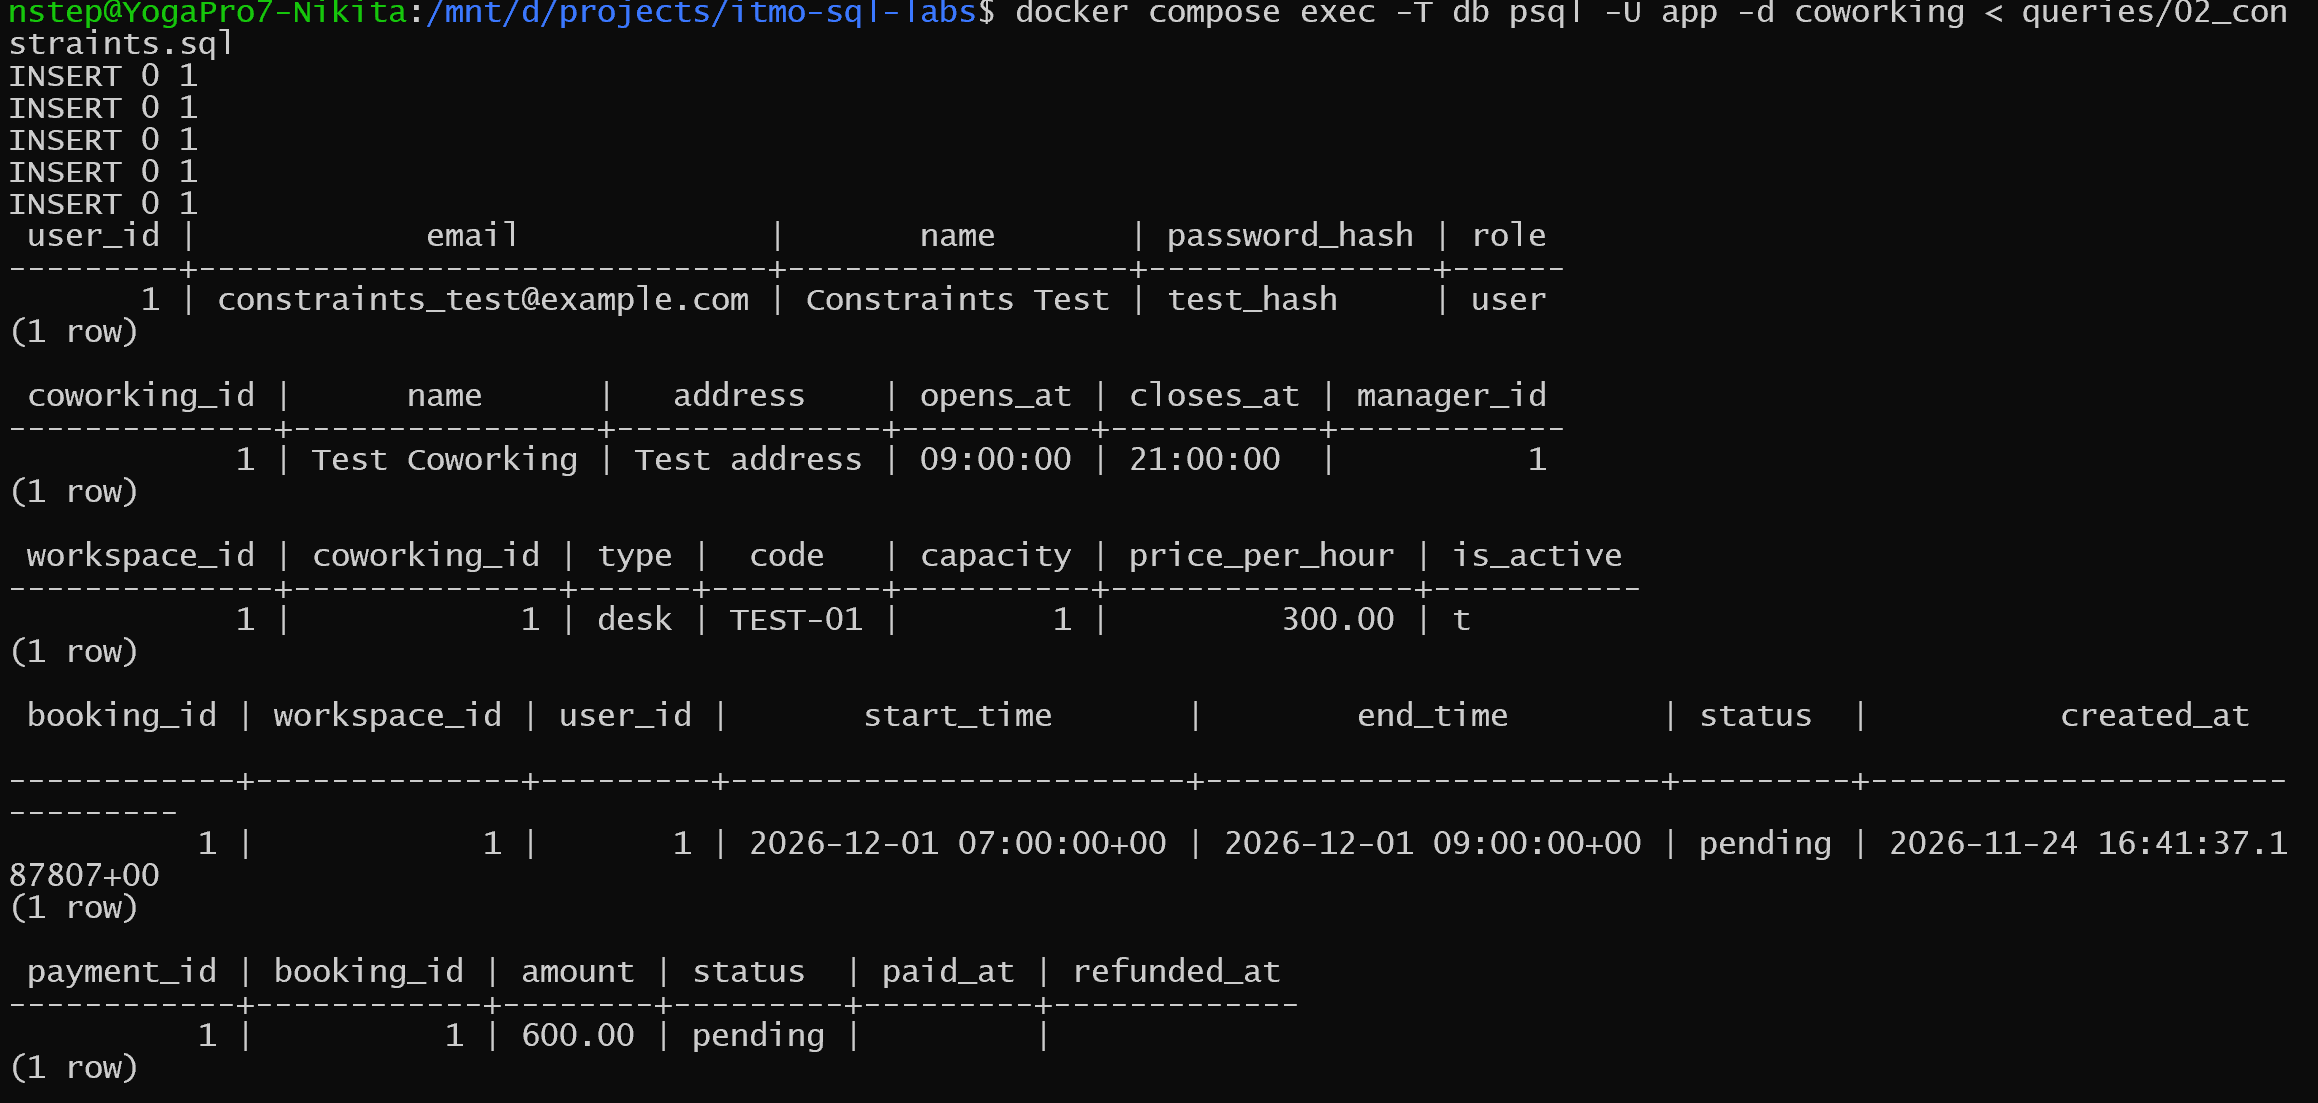 nstep@YogaPro7-Nikita:/mnt/d/projects/itmo-sql-labs$ docker compose exec -T db psql -U app -d coworking < queries/02_con
straints.sql
INSERT 0 1
INSERT 0 1
INSERT 0 1
INSERT 0 1
INSERT 0 1
 user_id |            email             |       name       | password_hash | role
---------+------------------------------+------------------+---------------+------
       1 | constraints_test@example.com | Constraints Test | test_hash     | user
(1 row)

 coworking_id |      name      |   address    | opens_at | closes_at | manager_id
--------------+----------------+--------------+----------+-----------+------------
            1 | Test Coworking | Test address | 09:00:00 | 21:00:00  |          1
(1 row)

 workspace_id | coworking_id | type |  code   | capacity | price_per_hour | is_active
--------------+--------------+------+---------+----------+----------------+-----------
            1 |            1 | desk | TEST-01 |        1 |         300.00 | t
(1 row)

 booking_id | workspace_id | user_id |       start_time       |        end_time        | status  |          created_at

------------+--------------+---------+------------------------+------------------------+---------+----------------------
---------
          1 |            1 |       1 | 2026-12-01 07:00:00+00 | 2026-12-01 09:00:00+00 | pending | 2026-11-24 16:41:37.1
87807+00
(1 row)

 payment_id | booking_id | amount | status  | paid_at | refunded_at
------------+------------+--------+---------+---------+-------------
          1 |          1 | 600.00 | pending |         |
(1 row)